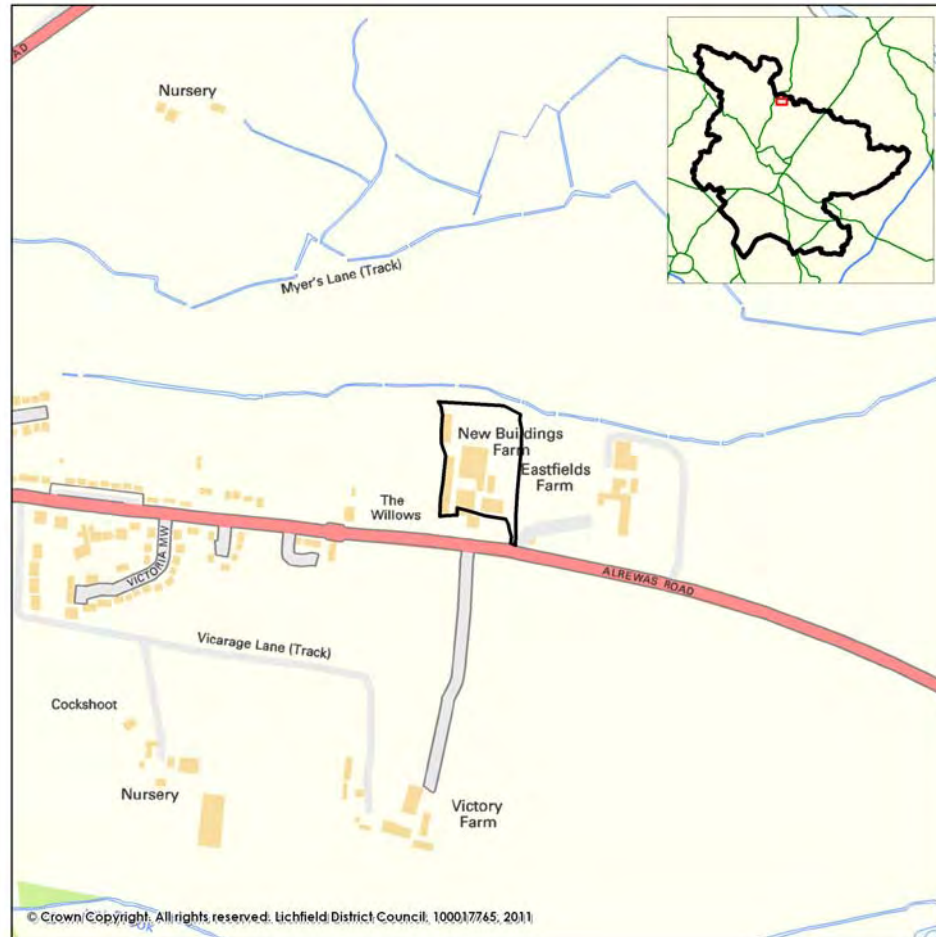 AD
Nursery
Myer's Lane (Track)
New Buildings
Farm
Eastfields
Farm
The
Willows
VICTORIA MW
ALREWAS ROAD
Vicarage Lane (Track)
Cockshoot
Nursery
Victory
Farm
© Crown Copyright. All rights reserved. Lichfield District Council. 100017765, 2011